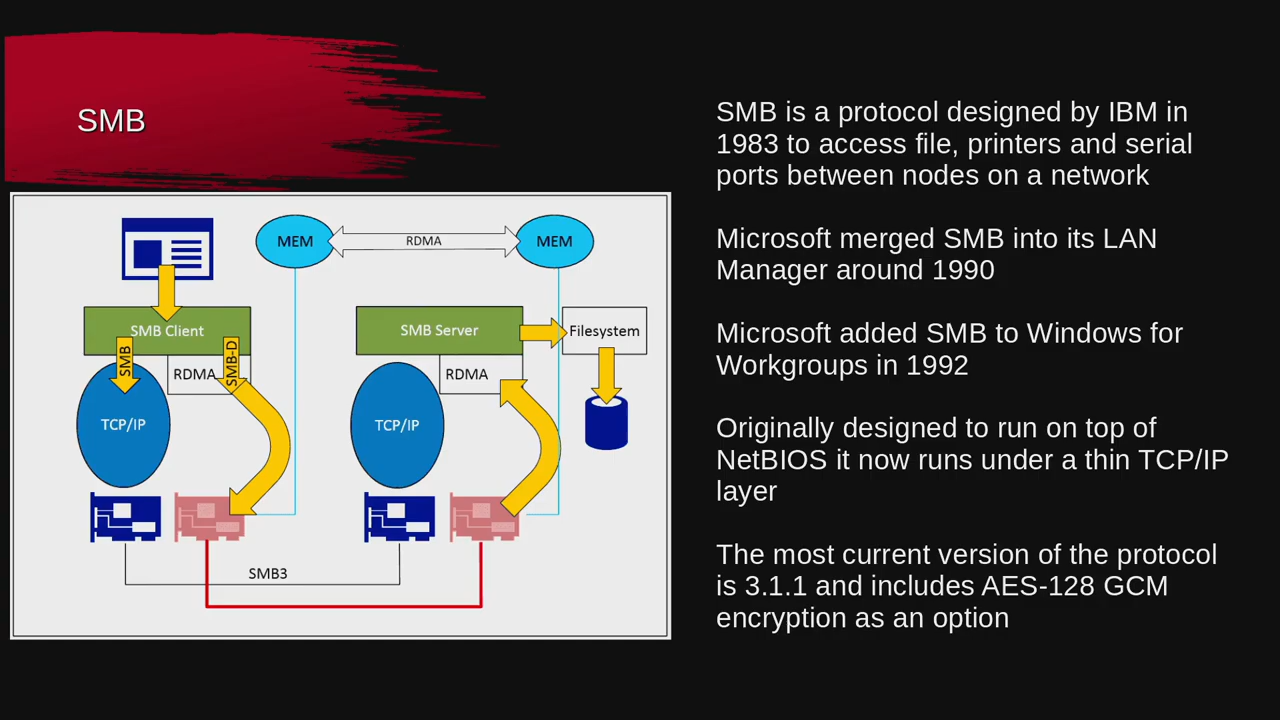 SMB
MEM
RDMA
MEM
SMB Client
SMB Server
Filesystem
SMB
RDMA
SMB-D
RDMA
TCP/IP
TCP/IP
SMB3
SMB is a protocol designed by IBM in
1983 to access file, printers and serial
ports between nodes on a network
Microsoft merged SMB into its LAN
Manager around 1990
Microsoft added SMB to Windows for
Workgroups in 1992
Originally designed to run on top of
NetBIOS it now runs under a thin TCP/IP
layer
The most current version of the protocol
is 3.1.1 and includes AES-128 GCM
encryption as an option